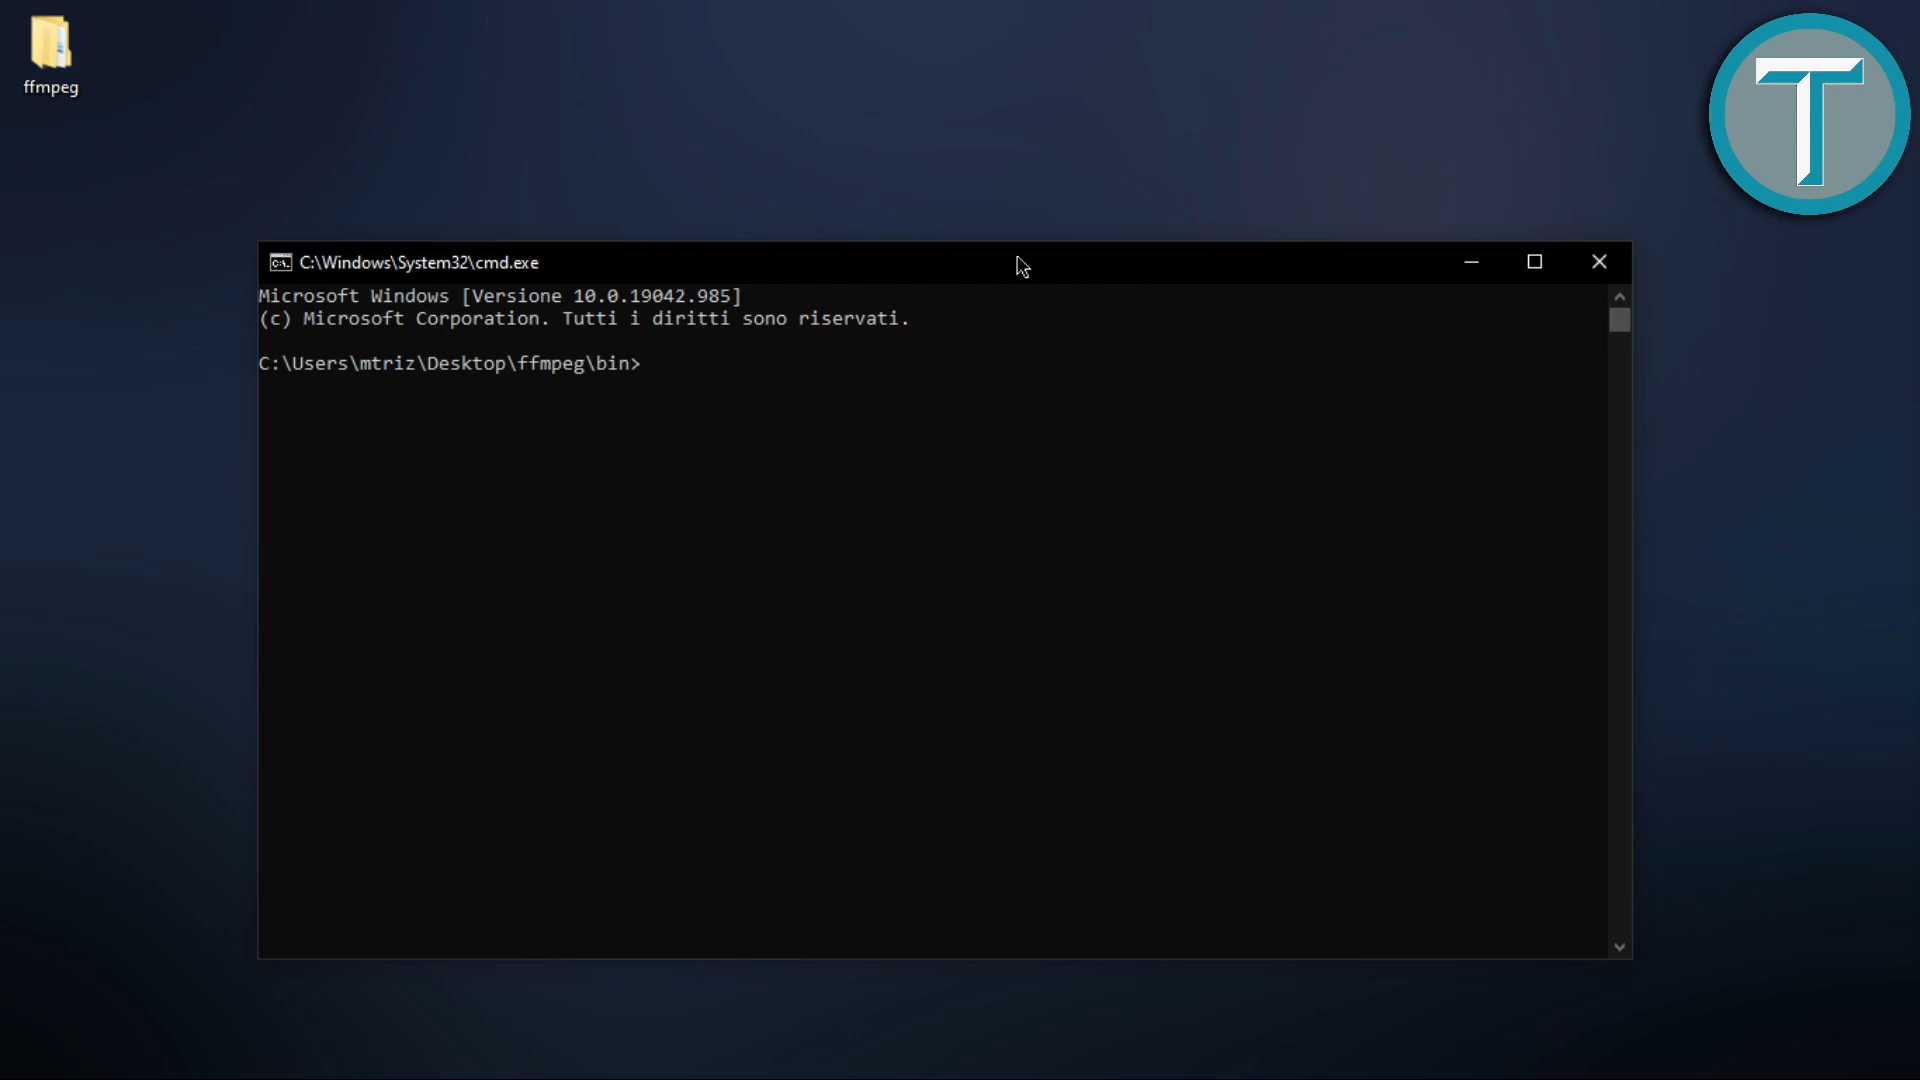 ffmpeg
T
C:\Windows\System32\cmd.exe
Microsoft Windows [Versione 10.0.19042.985]
(c) Microsoft Corporation. Tutti i diritti sono riservati.
C:\Users\mtriz\Desktop\ffmpeg\bin>